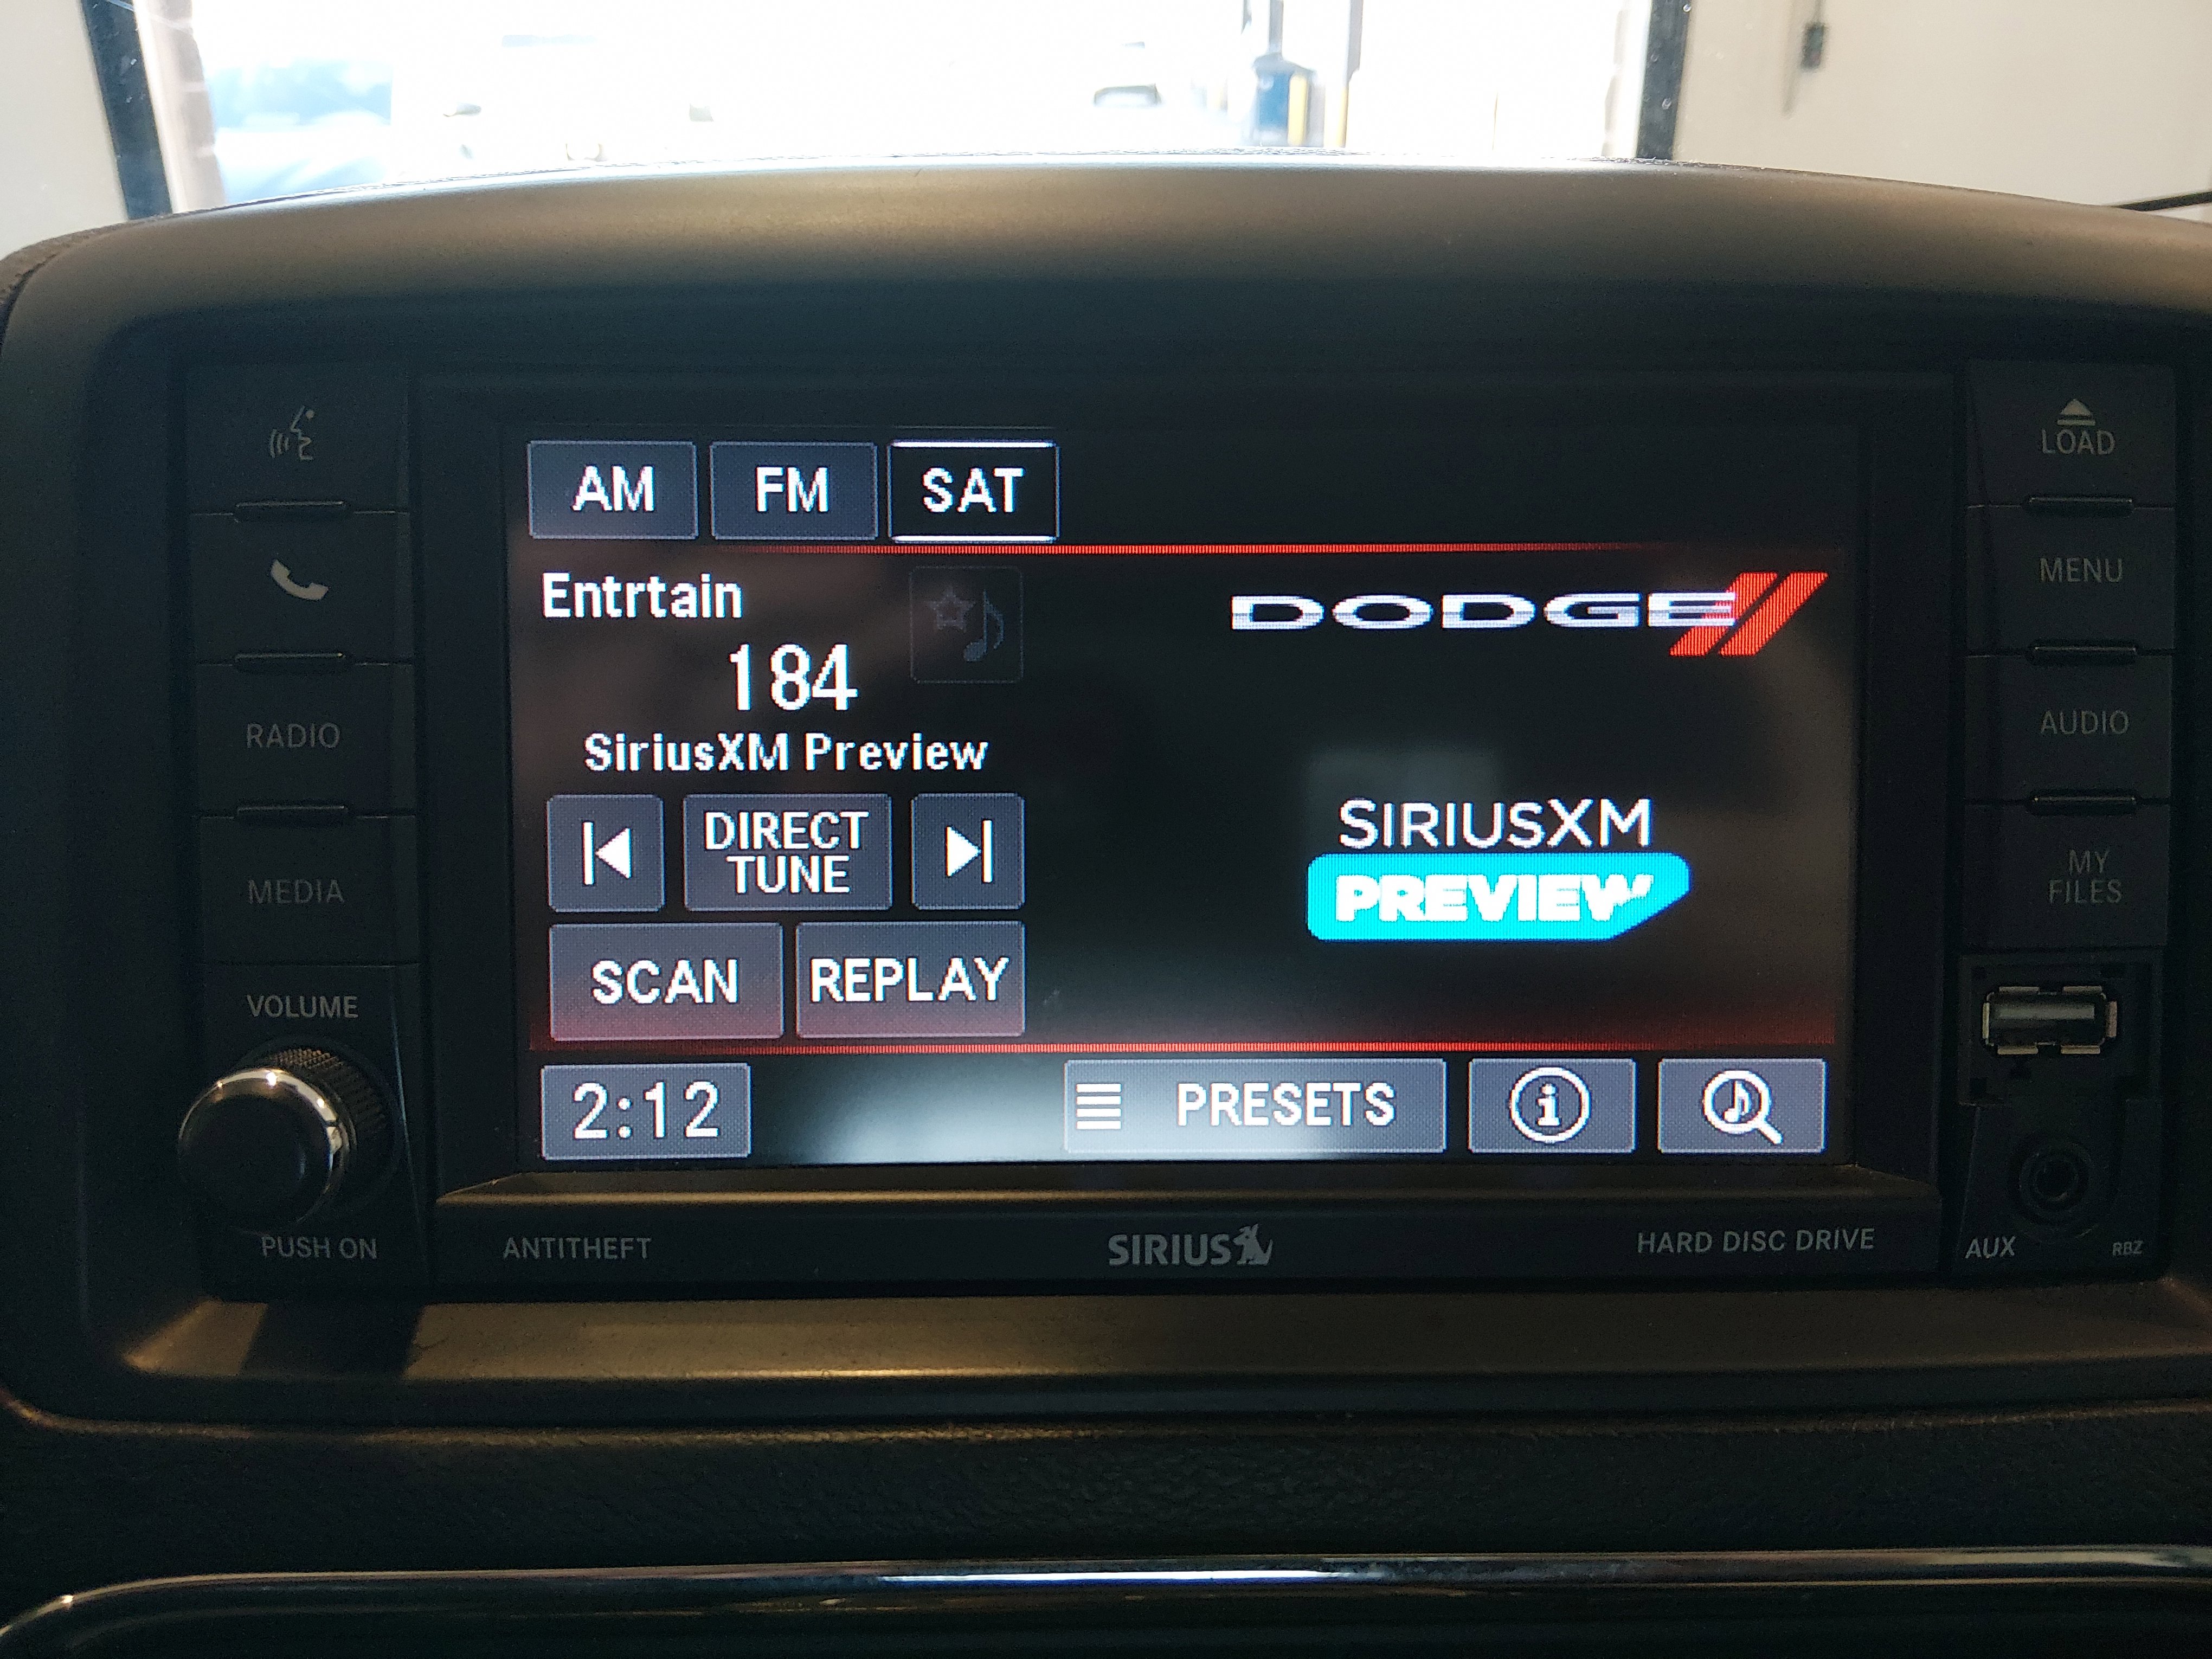 AM FM SAT
Entrtain
DODGE
184
SiriusXM Preview
DIRECT
TUNE
SCAN REPLAY
SIRIUSXM
PREVIEW
2:12 PRESETS
RADIO
MEDIA
VOLUME
PUSH ON
LOAD
MENU
AUDIO
MY
FILES
ANTITHEFT SIRIUS HARD DISC DRIVE
AUX RBZ